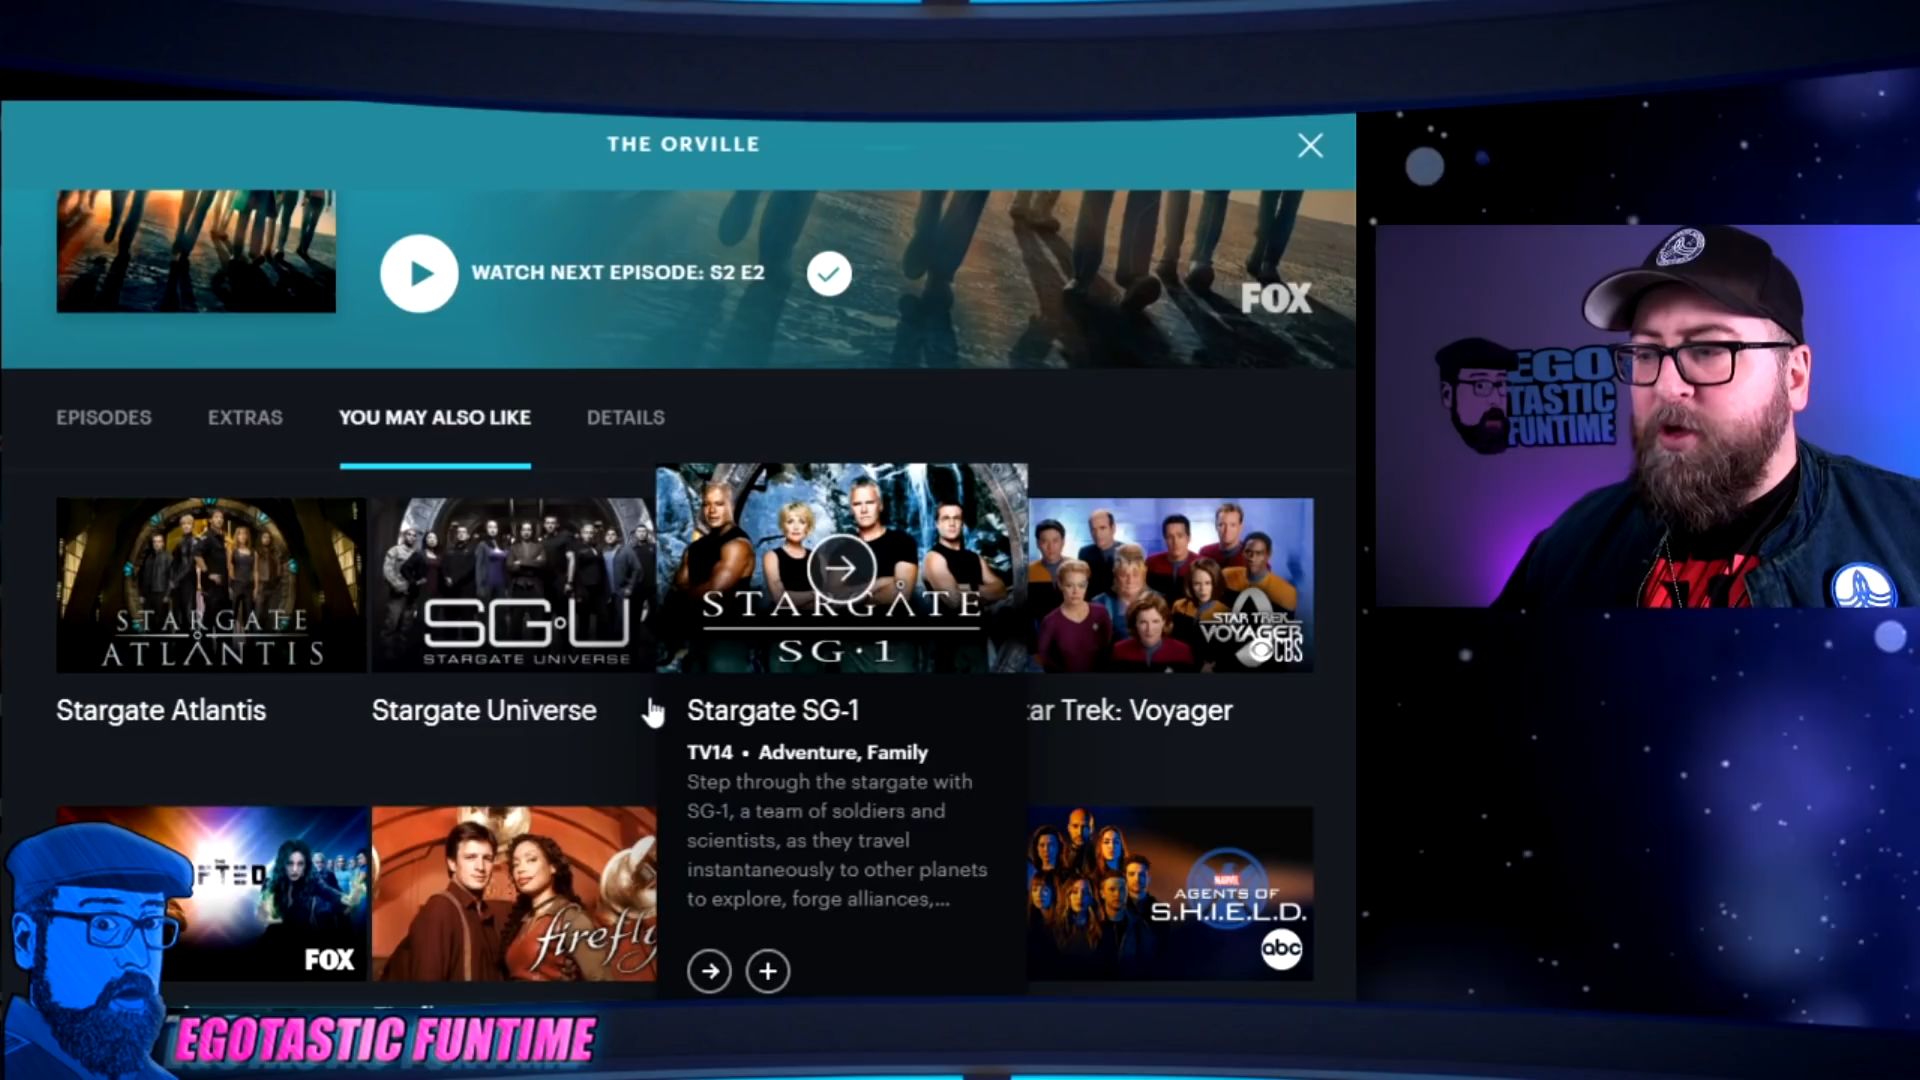 THE ORVILLE
WATCH NEXT EPISODE: S2 E2
FOX
EGO
TASTIC
FUNTIME
EPISODES
EXTRAS
YOU MAY ALSO LIKE
DETAILS
STARGATE
ATLANTIS
SG·U
STARGATE UNIVERSE
STARGATE
SG·1
STAR TREK
VOYAGER
CBS
Stargate Atlantis
Stargate Universe
Stargate SG-1
ar Trek: Voyager
TV14 • Adventure, Family
Step through the stargate with
SG-1, a team of soldiers and
scientists, as they travel
instantaneously to other planets
to explore, forge alliances,...
FTED
FOX
firefly
MARVEL
AGENTS OF
S.H.I.E.L.D.
abc
EGOTASTIC FUNTIME